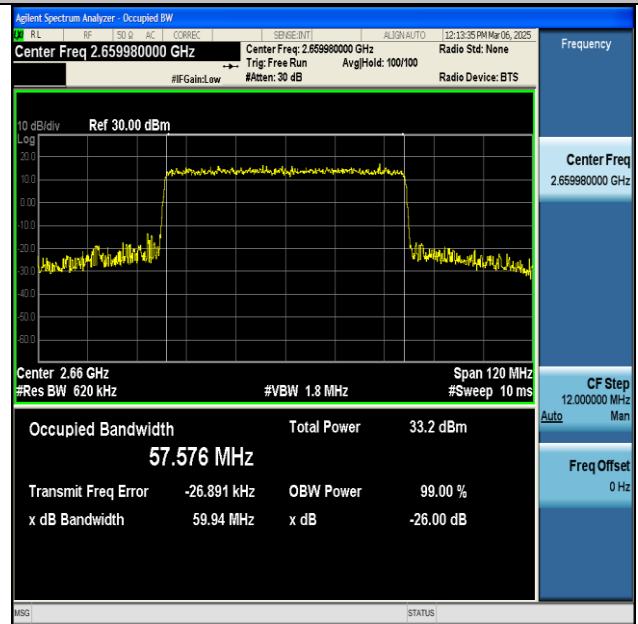 Agilent Spectrum Analyzer - Occupied BW
LXI RL RF 50 Ω AC CORREC SENSE:INT ALIGN AUTO 12:13:35 PM Mar 06, 2025
Center Freq 2.659980000 GHz
Center Freq: 2.659980000 GHz
Radio Std: None
Trig: Free Run Avg|Hold: 100/100
#IFGain:Low
#Atten: 30 dB
Radio Device: BTS
10 dB/div Ref 30.00 dBm
Log
20.0
10.0
0.00
-10.0
-20.0
-30.0
-40.0
-50.0
-60.0
Center 2.66 GHz Span 120 MHz
#Res BW 620 kHz #VBW 1.8 MHz #Sweep 10 ms
Occupied Bandwidth Total Power 33.2 dBm
57.576 MHz
Transmit Freq Error -26.891 kHz OBW Power 99.00 %
x dB Bandwidth 59.94 MHz x dB -26.00 dB
Frequency
Center Freq
2.659980000 GHz
CF Step
12.000000 MHz
Auto Man
Freq Offset
0 Hz
MSG STATUS